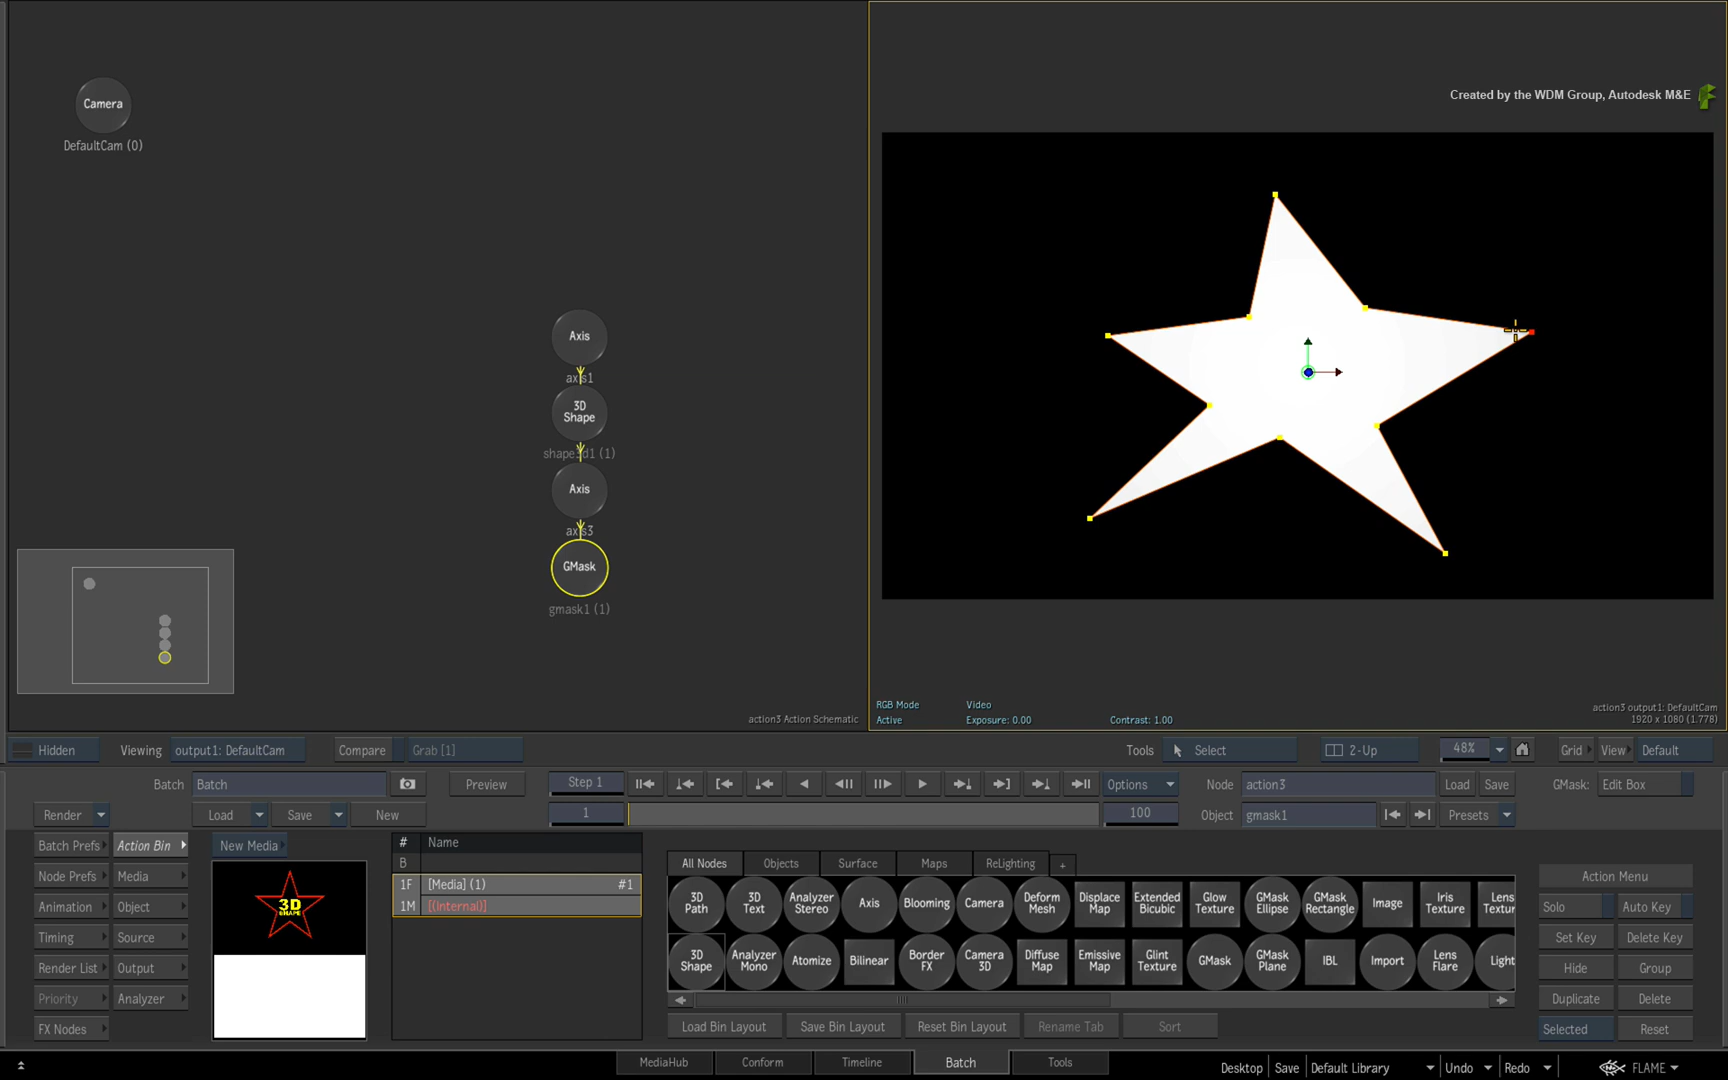 Camera
DefaultCam (0)
Created by the WDM Group, Autodesk M&E
Axis
axis1
3D
Shape
shape3d1 (1)
Axis
axis3
GMask
gmask1 (1)
action3 Action Schematic
RGB Mode
Video
Active
Exposure: 0.00
Contrast: 1.00
action3 output1: DefaultCam
1920 x 1080 (1.778)
Hidden
Viewing
output1: DefaultCam
Compare
Grab [1]
Tools
Select
2-Up
48%
Grid
View
Default
Batch
Batch
Preview
Step 1
Options
Node
action3
Load
Save
GMask:
Edit Box
Render
Load
Save
New
1
100
Object
gmask1
Presets
Batch Prefs
Action Bin
New Media
# Name
B
1F [Media] (1) #1
1M [(Internal)]
Node Prefs
Media
Animation
Object
Timing
Source
Render List
Output
Priority
Analyzer
FX Nodes
3D
SHAPE
All Nodes
Objects
Surface
Maps
ReLighting
+
3D
Path
3D
Text
Analyzer
Stereo
Axis
Blooming
Camera
Deform
Mesh
Displace
Map
Extended
Bicubic
Glow
Texture
GMask
Ellipse
GMask
Rectangle
Image
Iris
Texture
Lens
Textur
3D
Shape
Analyzer
Mono
Atomize
Bilinear
Border
FX
Camera
3D
Diffuse
Map
Emissive
Map
Glint
Texture
GMask
GMask
Plane
IBL
Import
Lens
Flare
Light
Load Bin Layout
Save Bin Layout
Reset Bin Layout
Rename Tab
Sort
Action Menu
Solo
Auto Key
Set Key
Delete Key
Hide
Group
Duplicate
Delete
Selected
Reset
MediaHub
Conform
Timeline
Batch
Tools
Desktop
Save
Default Library
Undo
Redo
FLAME